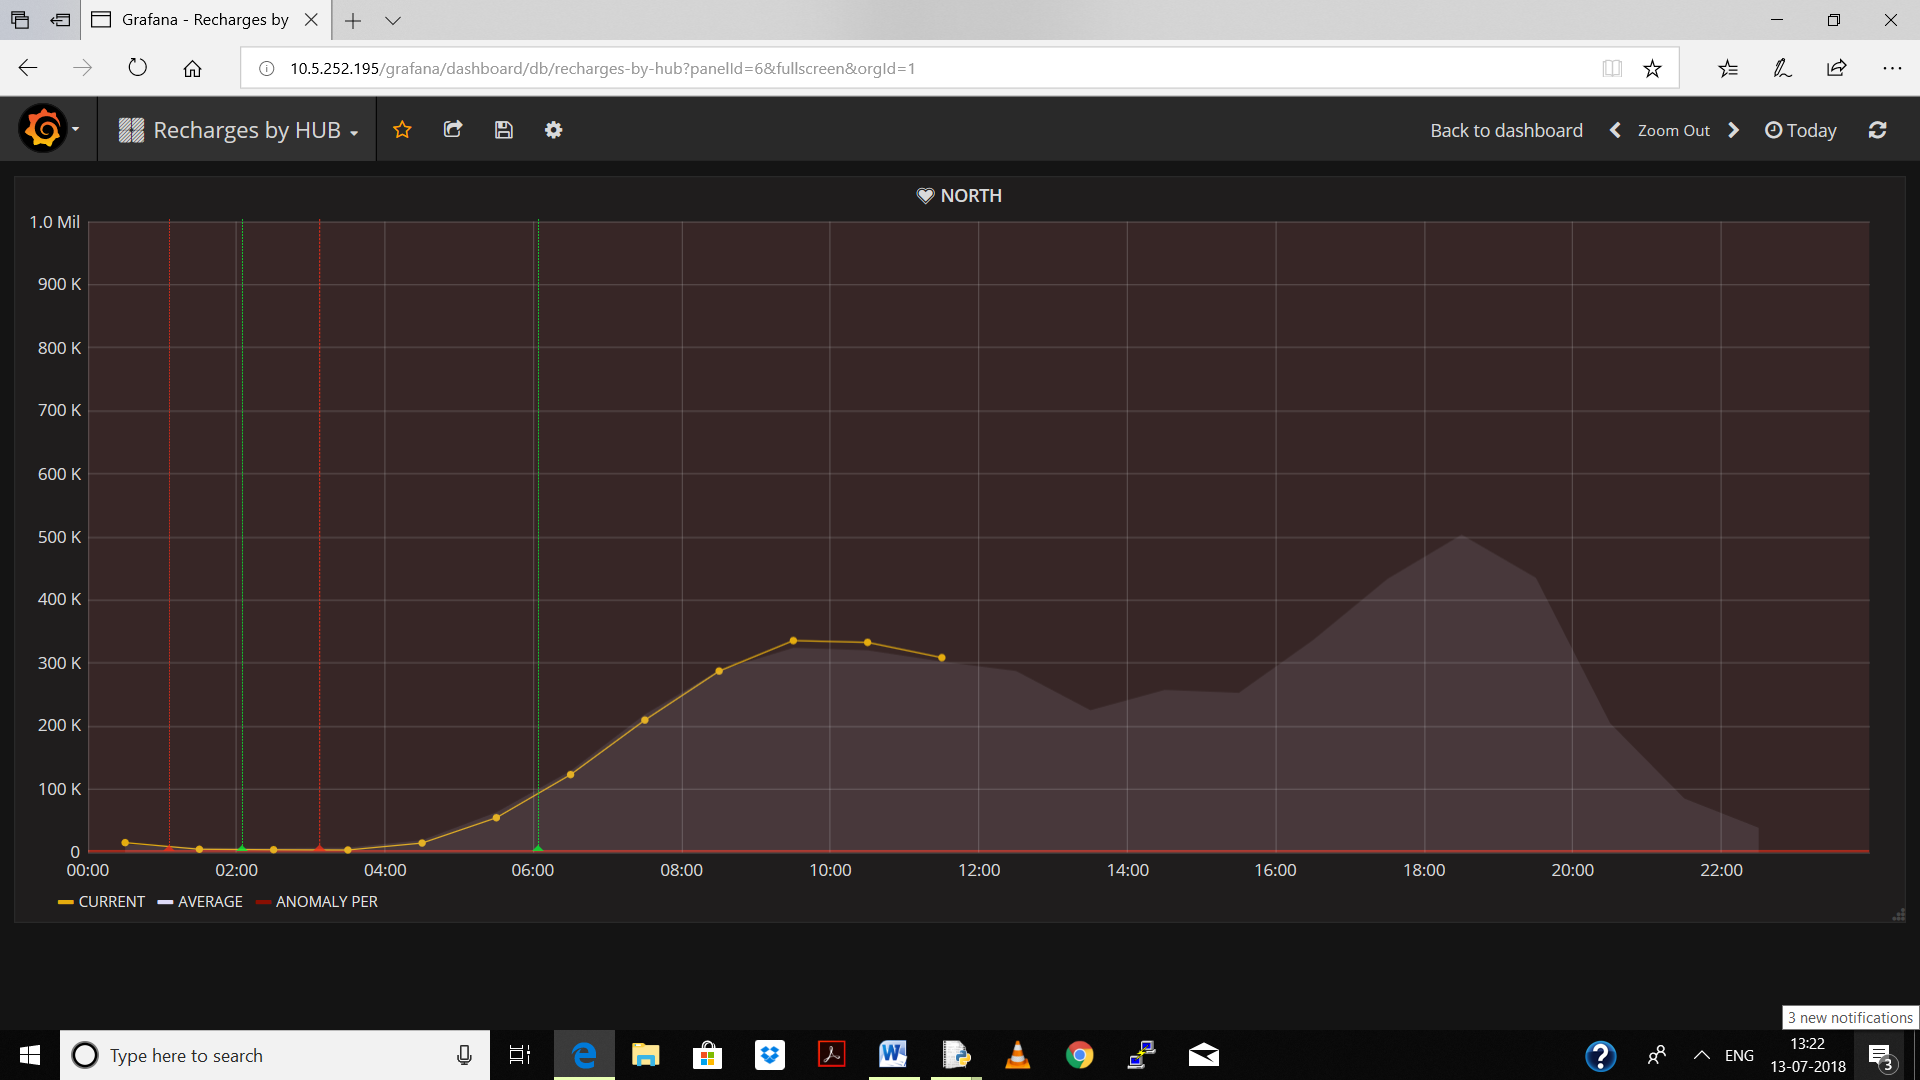 Grafana - Recharges by
10.5.252.195/grafana/dashboard/db/recharges-by-hub?panelId=6&fullscreen&orgId=1
Recharges by HUB
Back to dashboard
Zoom Out
Today
NORTH
1.0 Mil
900 K
800 K
700 K
600 K
500 K
400 K
300 K
200 K
100 K
0
00:00 02:00 04:00 06:00 08:00 10:00 12:00 14:00 16:00 18:00 20:00 22:00
CURRENT AVERAGE ANOMALY PER
3 new notifications
Type here to search
ENG
13:22
13-07-2018
3